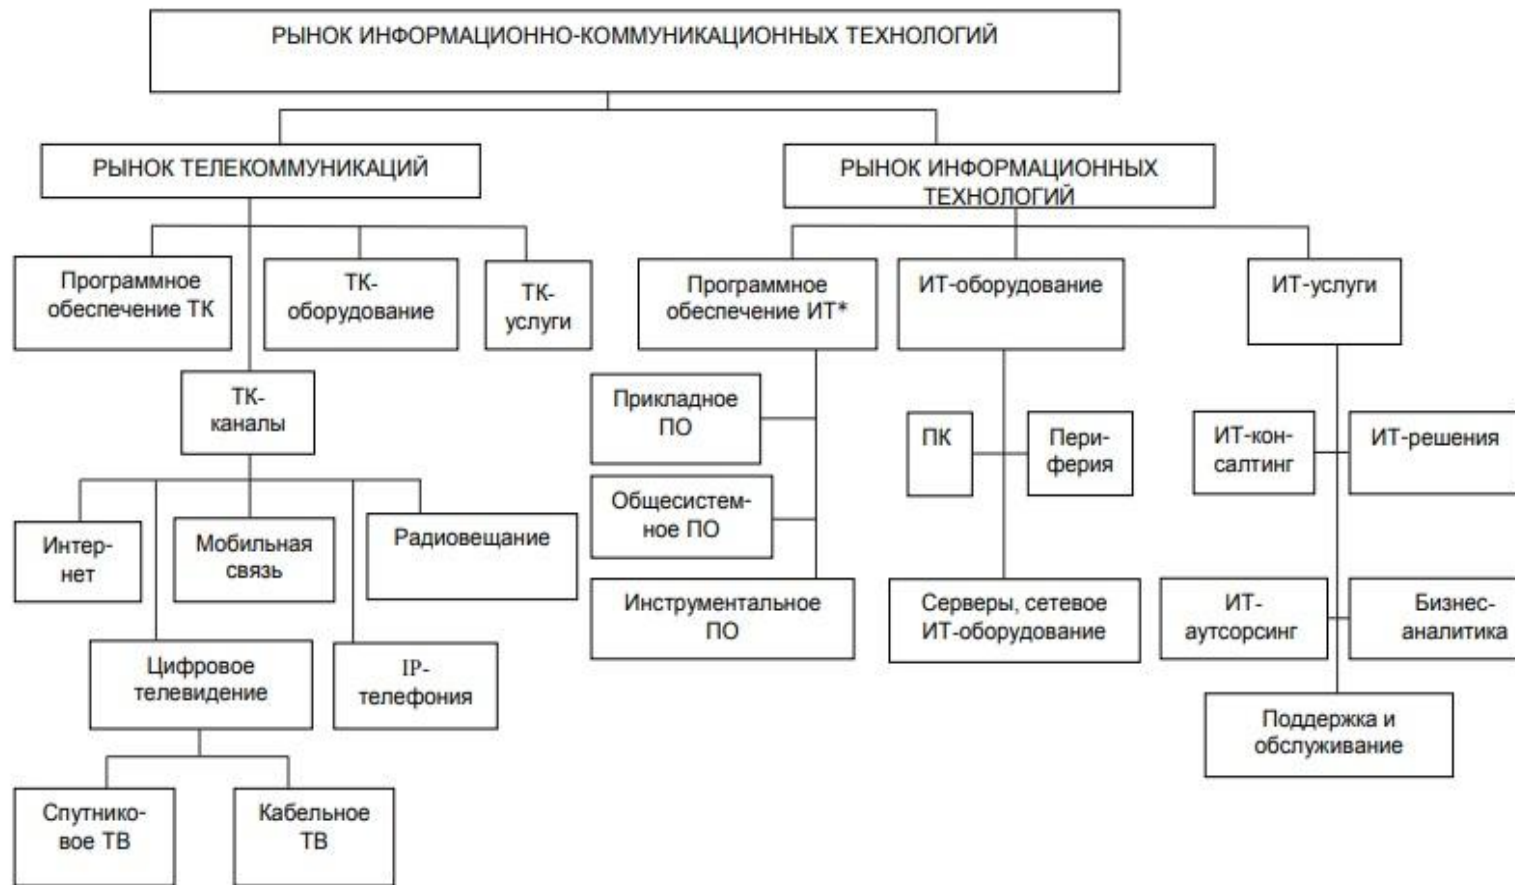 РЫНОК ИНФОРМАЦИОННО-КОММУНИКАЦИОННЫХ ТЕХНОЛОГИЙ
РЫНОК ТЕЛЕКОММУНИКАЦИЙ
РЫНОК ИНФОРМАЦИОННЫХ
ТЕХНОЛОГИЙ
Программное
обеспечение ТК
ТК-
оборудование
ТК-
услуги
Программное
обеспечение ИТ*
ИТ-оборудование
ИТ-услуги
ТК-
каналы
Прикладное
ПО
ПК
Пери-
ферия
ИТ-кон-
салтинг
ИТ-решения
Общесистем-
ное ПО
Интер-
нет
Мобильная
связь
Радиовещание
Инструментальное
ПО
Серверы, сетевое
ИТ-оборудование
ИТ-
аутсорсинг
Бизнес-
аналитика
Цифровое
телевидение
IP-
телефония
Поддержка и
обслуживание
Спутнико-
вое ТВ
Кабельное
ТВ